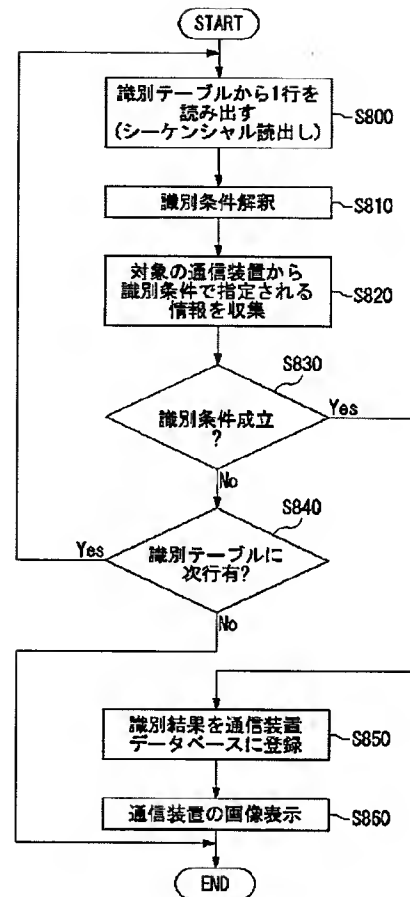 START
識別テーブルから1行を
読み出す
(シーケンシャル読出し)
S800
識別条件解釈
S810
対象の通信装置から
識別条件で指定される
情報を収集
S820
S830
識別条件成立
?
Yes
No
S840
Yes
識別テーブルに
次行有?
No
識別結果を通信装置
データベースに登録
S850
通信装置の画像表示
S860
END